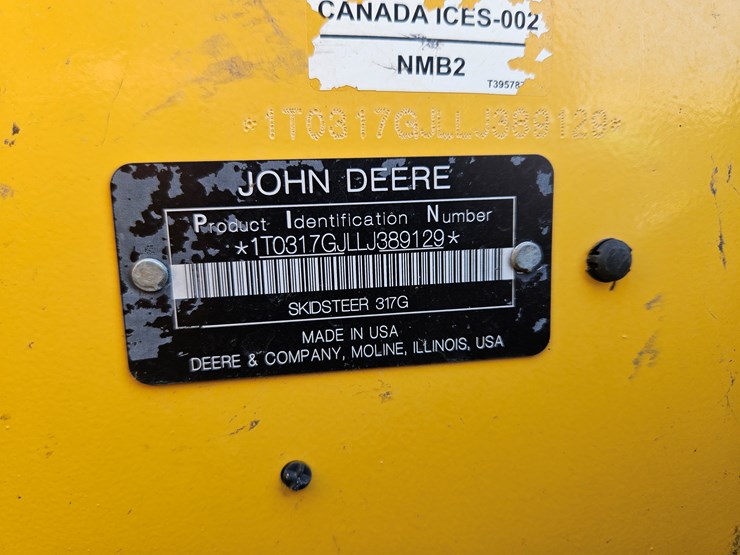 CANADA ICES-002
NMB2
*1T0317GJLLJ389129*
JOHN DEERE
Product Identification Number
*1T0317GJLLJ389129*
SKIDSTEER 317G
MADE IN USA
DEERE & COMPANY, MOLINE, ILLINOIS, USA